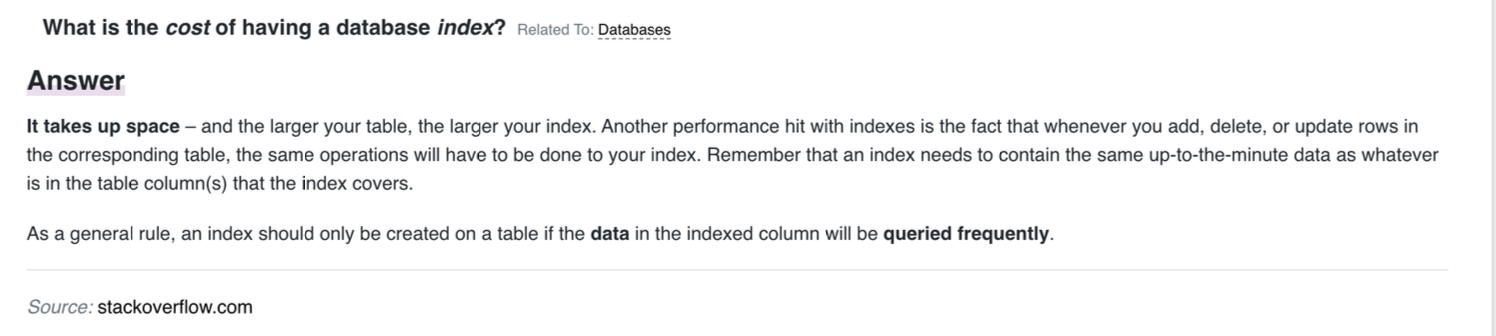 What is the cost of having a database index? Related To: Databases
Answer
It takes up space – and the larger your table, the larger your index. Another performance hit with indexes is the fact that whenever you add, delete, or update rows in
the corresponding table, the same operations will have to be done to your index. Remember that an index needs to contain the same up-to-the-minute data as whatever
is in the table column(s) that the index covers.
As a general rule, an index should only be created on a table if the data in the indexed column will be queried frequently.
Source: stackoverflow.com